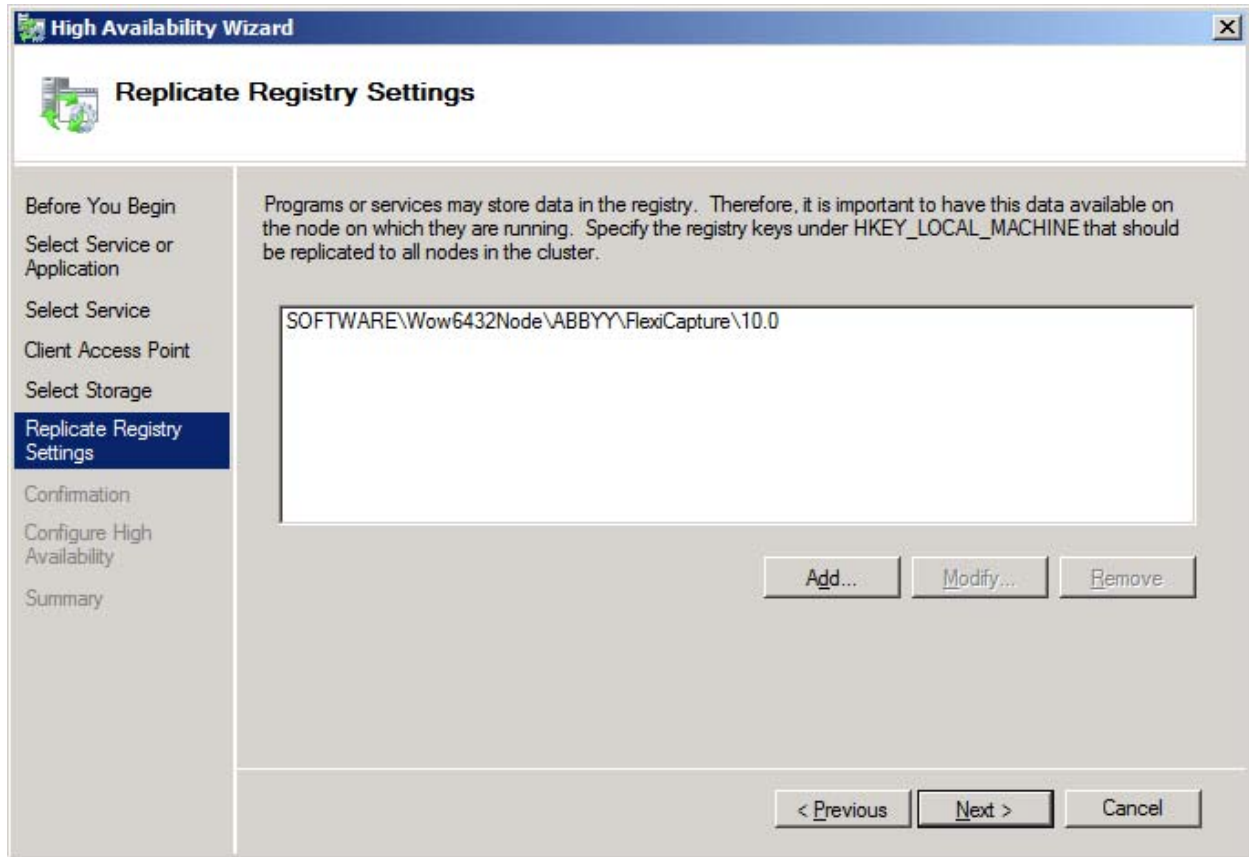 High Availability Wizard
Replicate Registry Settings
Before You Begin
Select Service or
Application
Select Service
Client Access Point
Select Storage
Replicate Registry
Settings
Confirmation
Configure High
Availability
Summary
Programs or services may store data in the registry.  Therefore, it is important to have this data available on
the node on which they are running.  Specify the registry keys under HKEY_LOCAL_MACHINE that should
be replicated to all nodes in the cluster.
SOFTWARE\Wow6432Node\ABBYY\FlexiCapture\10.0
Add...
Modify...
Remove
< Previous
Next >
Cancel